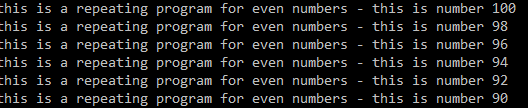 this is a repeating program for even numbers - this is number 100
this is a repeating program for even numbers - this is number 98
this is a repeating program for even numbers - this is number 96
this is a repeating program for even numbers - this is number 94
this is a repeating program for even numbers - this is number 92
this is a repeating program for even numbers - this is number 90